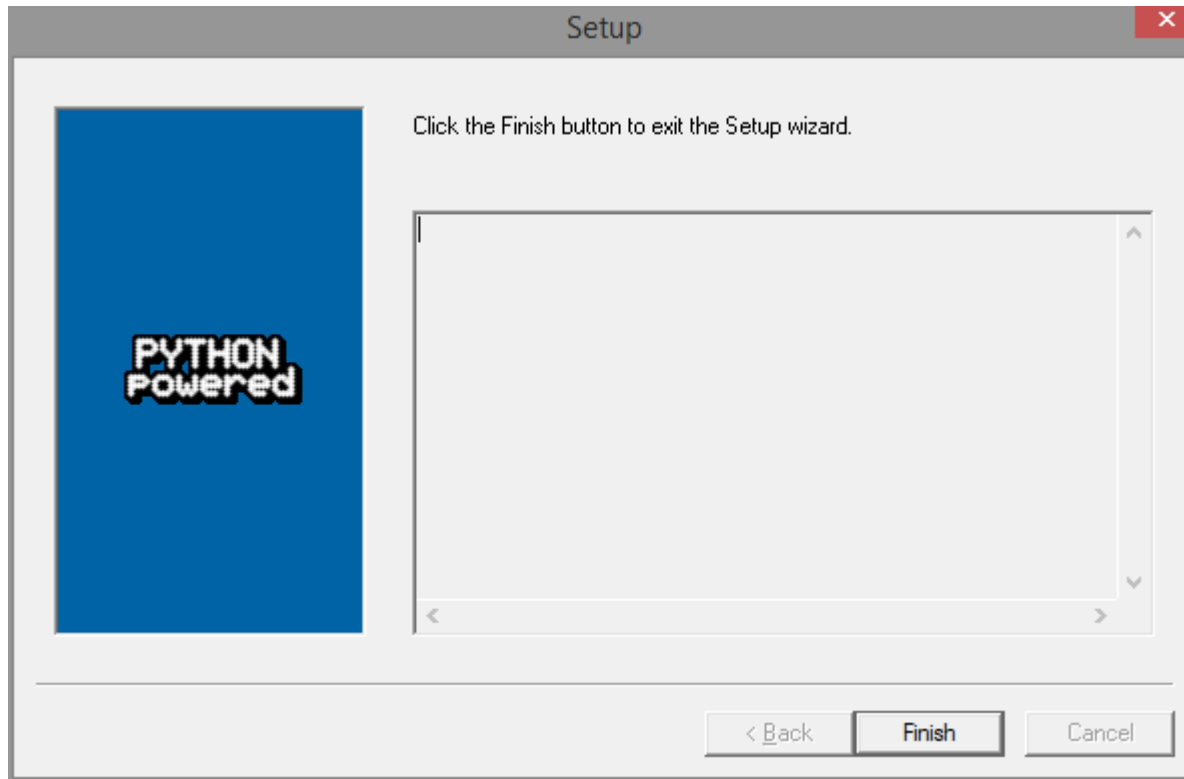 Setup
Click the Finish button to exit the Setup wizard.
PYTHON
powered
< Back
Finish
Cancel